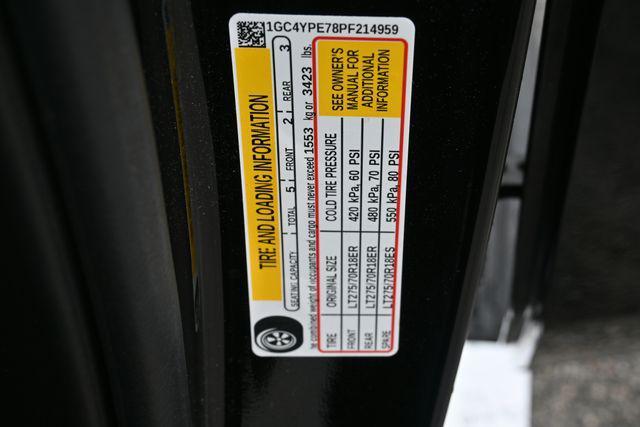 1GC4YPE78PF214959
TIRE AND LOADING INFORMATION
SEATING CAPACITY TOTAL 5 FRONT 2 REAR 3
he combined weight of occupants and cargo must never exceed 1553 kg or 3423 lbs.
TIRE ORIGINAL SIZE COLD TIRE PRESSURE
FRONT LT275/70R18ER 420 kPa, 60 PSI
REAR LT275/70R18ER 480 kPa, 70 PSI
SPARE LT275/70R18ES 550 kPa, 80 PSI
SEE OWNER'S
MANUAL FOR
ADDITIONAL
INFORMATION